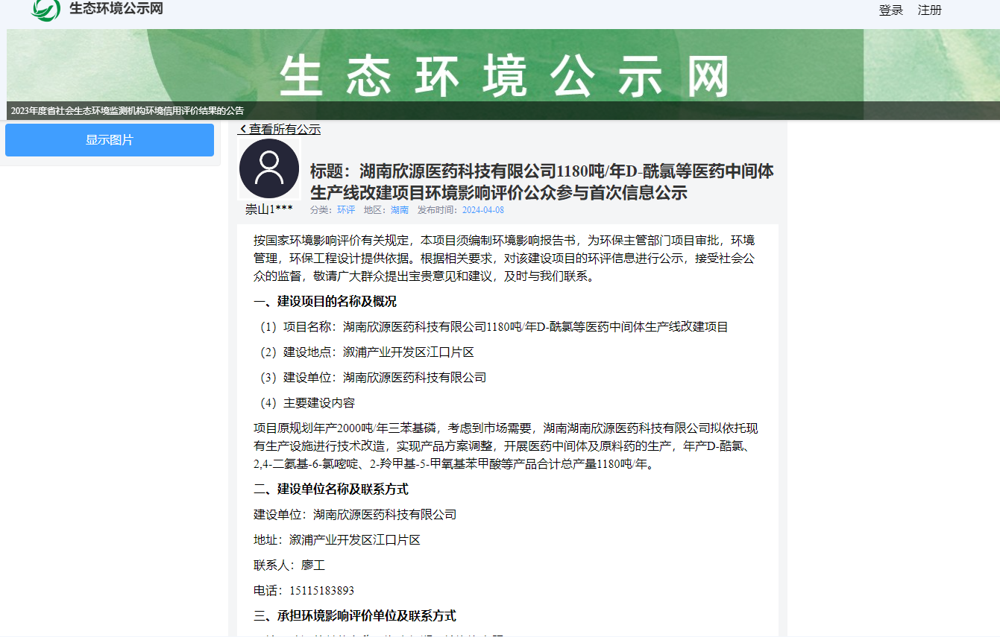 生态环境公示网
登录 注册
生态环境公示网
2023年度省社会生态环境监测机构环境信用评价结果的公告
显示图片
查看所有公示
标题：湖南欣源医药科技有限公司1180吨/年D-酰氯等医药中间体
生产线改建项目环境影响评价公众参与首次信息公示
崇山1***
分类：环评 地区：湖南 发布时间：2024-04-08
按国家环境影响评价有关规定，本项目须编制环境影响报告书，为环保主管部门项目审批，环境
管理，环保工程设计提供依据。根据相关要求，对该建设项目的环评信息进行公示，接受社会公
众的监督，敬请广大群众提出宝贵意见和建议，及时与我们联系。
一、建设项目的名称及概况
（1）项目名称：湖南欣源医药科技有限公司1180吨/年D-酰氯等医药中间体生产线改建项目
（2）建设地点：溆浦产业开发区江口片区
（3）建设单位：湖南欣源医药科技有限公司
（4）主要建设内容
项目原规划年产2000吨/年三苯基磷，考虑到市场需要，湖南湖南欣源医药科技有限公司拟依托现
有生产设施进行技术改造，实现产品方案调整，开展医药中间体及原料药的生产，年产D-酯氯、
2,4-二氨基-6-氯嘧啶、2-羚甲基-5-甲氧基苯甲酸等产品合计总产量1180吨/年。
二、建设单位名称及联系方式
建设单位：湖南欣源医药科技有限公司
地址：溆浦产业开发区江口片区
联系人：廖工
电话：15115183893
三、承担环境影响评价单位及联系方式